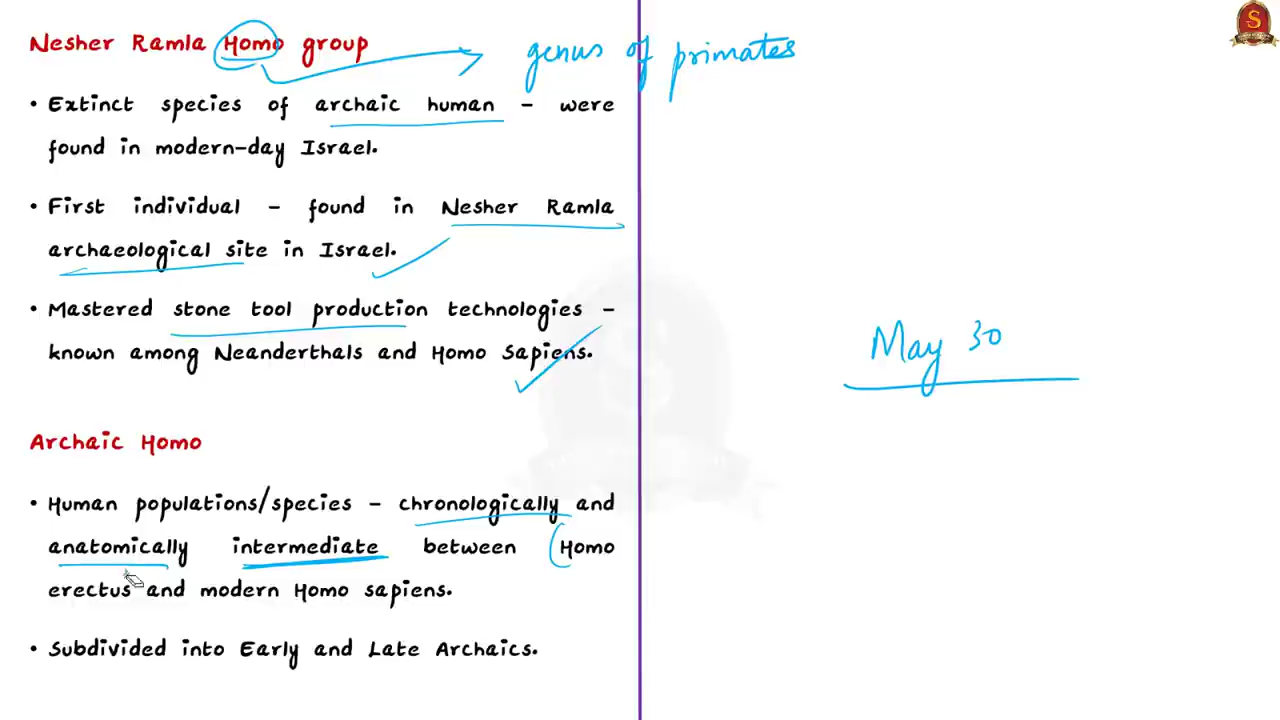 Nesher Ramla Homo group
genus of primates
• Extinct species of archaic human - were
found in modern-day Israel.
• First individual - found in Nesher Ramla
archaeological site in Israel.
• Mastered stone tool production technologies -
known among Neanderthals and Homo Sapiens.
May 30
Archaic Homo
• Human populations/species - chronologically and
anatomically intermediate between (Homo
erectus and modern Homo sapiens.
• Subdivided into Early and Late Archaics.